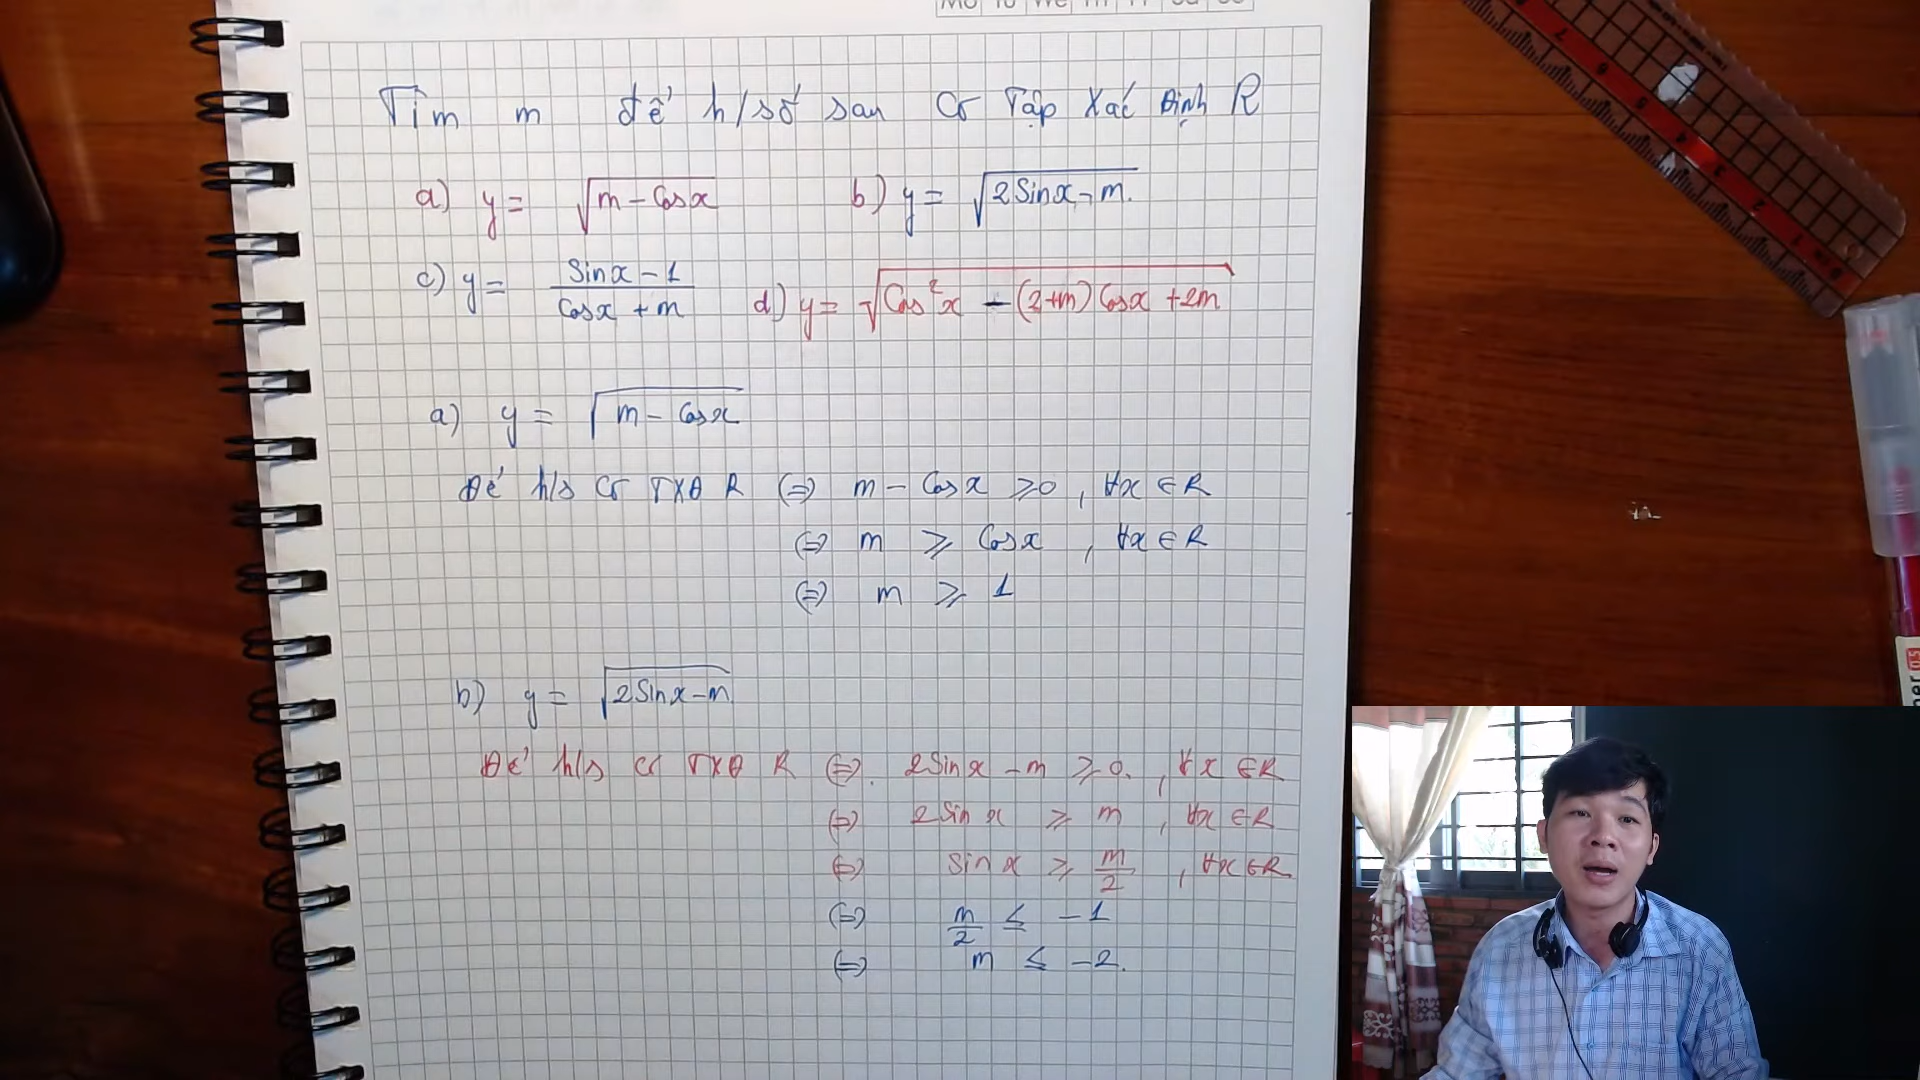 Tìm m để h/số sau có Tập Xác Định R
a) y = √(m - Cosx) b) y = √(2Sinx - m).
c) y = (Sinx - 1)/(Cosx + m) d) y = √(Cos²x - (2+m)Cosx + 2m)
a) y = √(m - Cosx)
Để h/s có TXĐ R ⇔ m - Cosx ⩾ 0, ∀x ∈ R
⇔ m ⩾ Cosx, ∀x ∈ R
⇔ m ⩾ 1
b) y = √(2Sinx - m)
Để h/s có TXĐ R ⇔ 2Sinx - m ⩾ 0, ∀x ∈ R
⇔ 2Sinx ⩾ m, ∀x ∈ R
⇔ Sinx ⩾ m/2, ∀x ∈ R
⇔ m/2 ≤ -1
⇔ m ≤ -2.